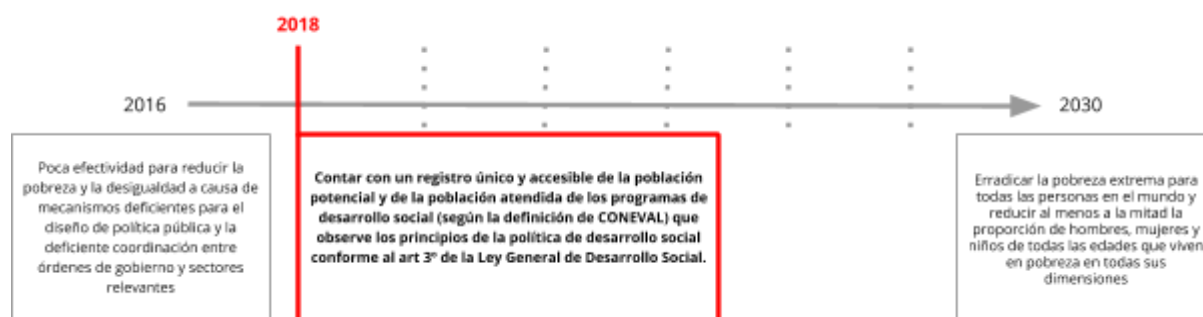 2018
2016
2030
Poca efectividad para reducir la
pobreza y la desigualdad a causa de
mecanismos deficientes para el
diseño de política pública y la
deficiente coordinación entre
órdenes de gobierno y sectores
relevantes
Contar con un registro único y accesible de la población
potencial y de la población atendida de los programas de
desarrollo social (según la definición de CONEVAL) que
observe los principios de la política de desarrollo social
conforme al art 3º de la Ley General de Desarrollo Social.
Erradicar la pobreza extrema para
todas las personas en el mundo y
reducir al menos a la mitad la
proporción de hombres, mujeres y
niños de todas las edades que viven
en pobreza en todas sus
dimensiones